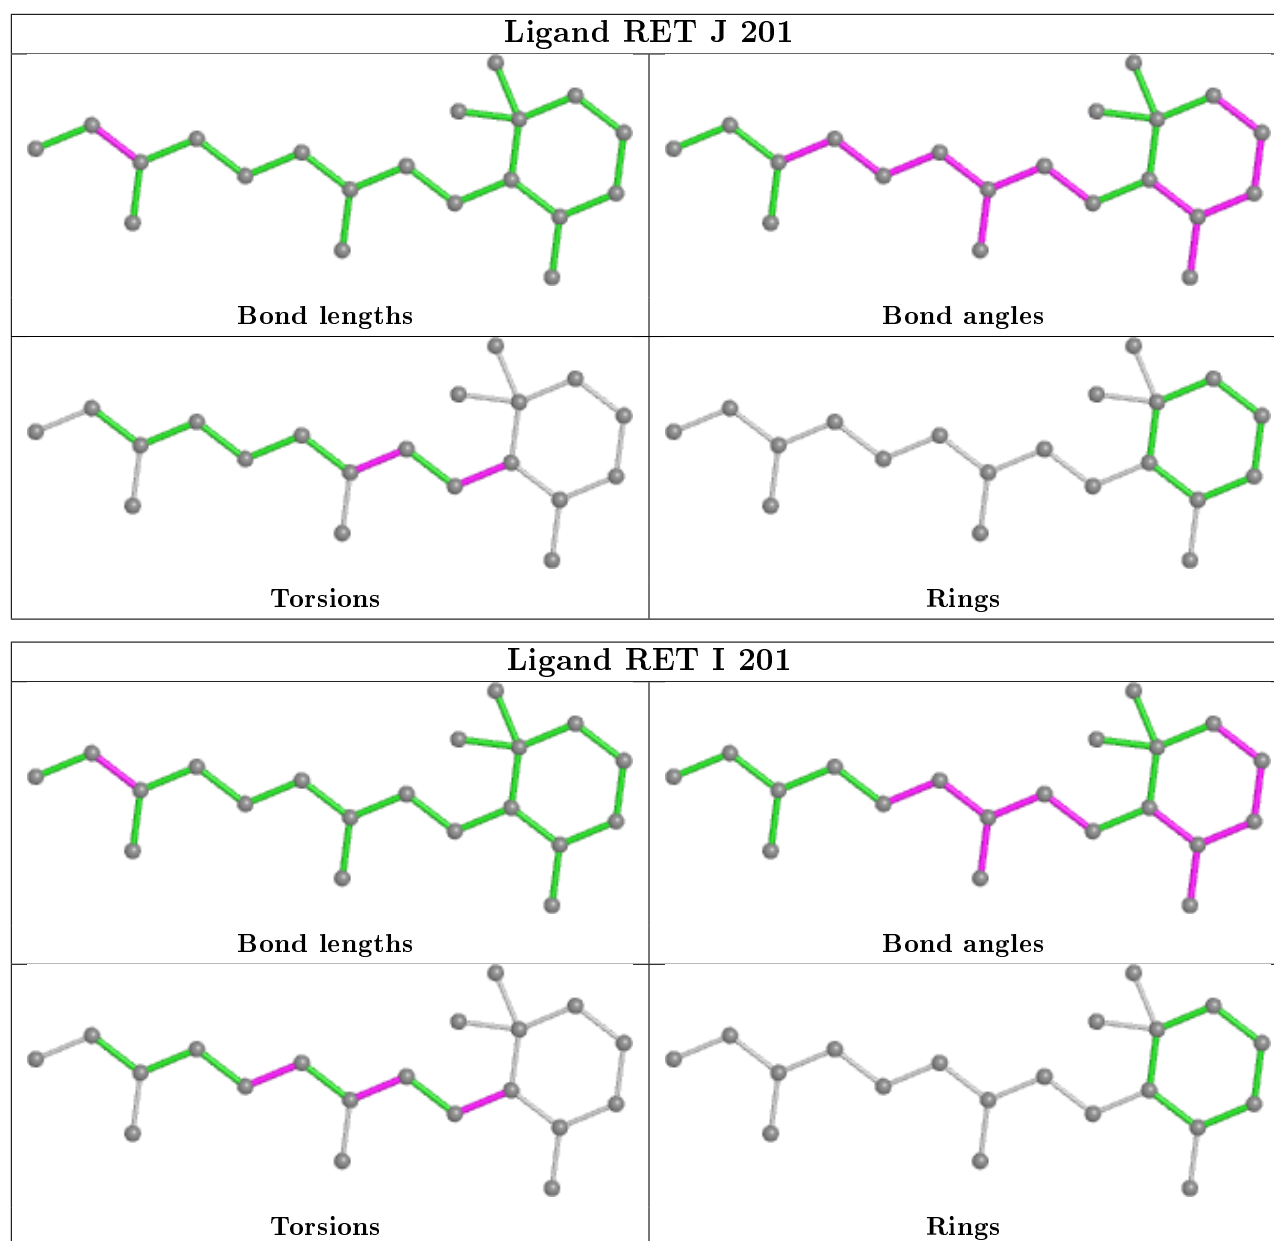 Ligand RET J 201
Bond lengths
Bond angles
Torsions
Rings
Ligand RET I 201
Bond lengths
Bond angles
Torsions
Rings